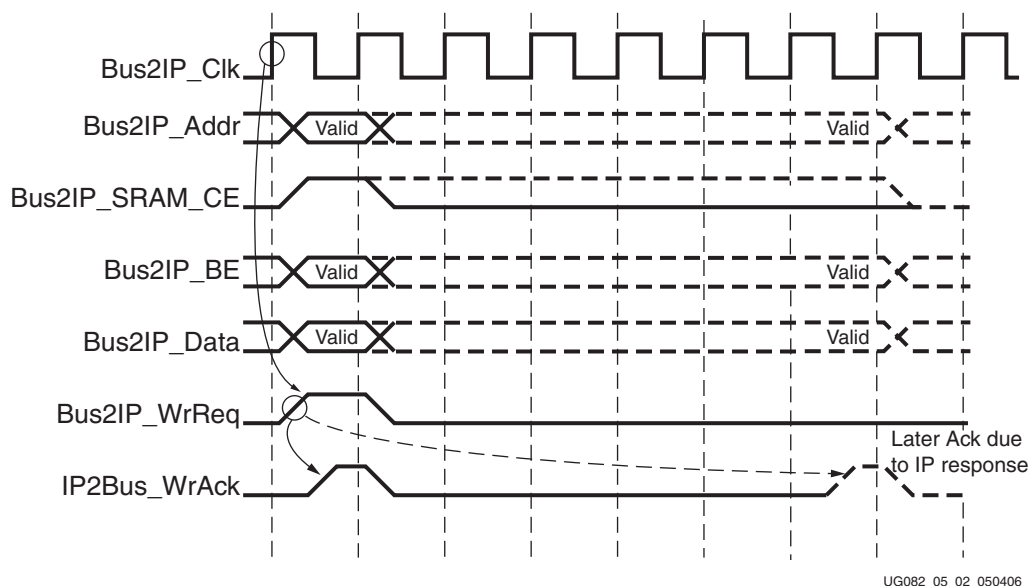 Bus2IP_Clk
Bus2IP_Addr
Valid
Valid
Bus2IP_SRAM_CE
Bus2IP_BE
Valid
Valid
Bus2IP_Data
Valid
Valid
Bus2IP_WrReq
Later Ack due
to IP response
IP2Bus_WrAck
UG082_05_02_050406